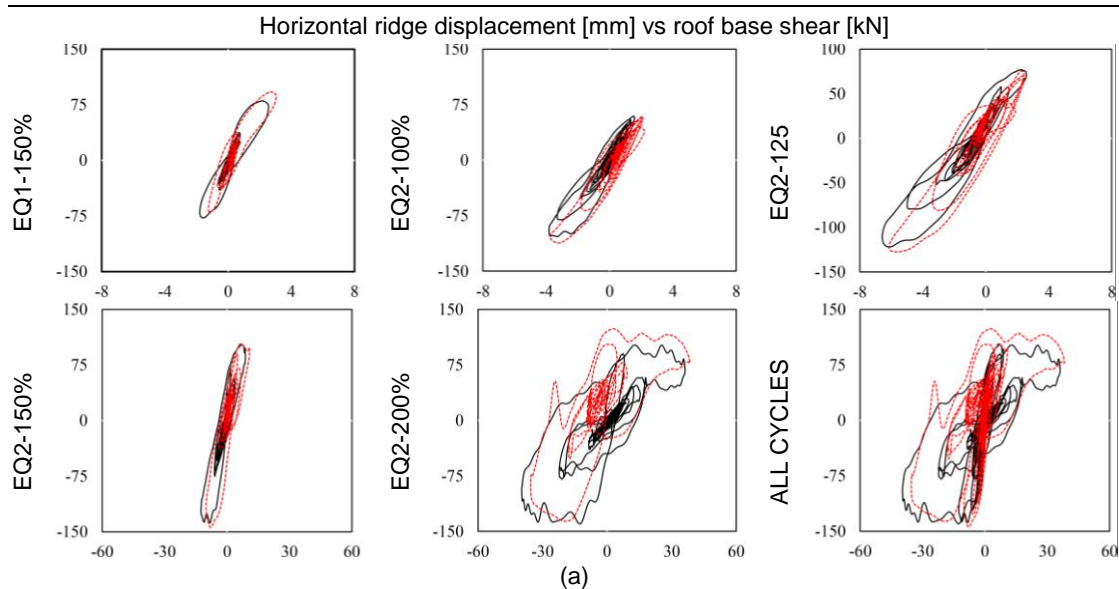 Horizontal ridge displacement [mm] vs roof base shear [kN]
EQ1-150%
150
75
0
-75
-150
-8 -4 0 4 8
EQ2-100%
150
75
0
-75
-150
-8 -4 0 4 8
EQ2-125
100
50
0
-50
-100
-150
-8 -4 0 4 8
EQ2-150%
150
75
0
-75
-150
-60 -30 0 30 60
EQ2-200%
150
75
0
-75
-150
-60 -30 0 30 60
ALL CYCLES
150
75
0
-75
-150
-60 -30 0 30 60
(a)